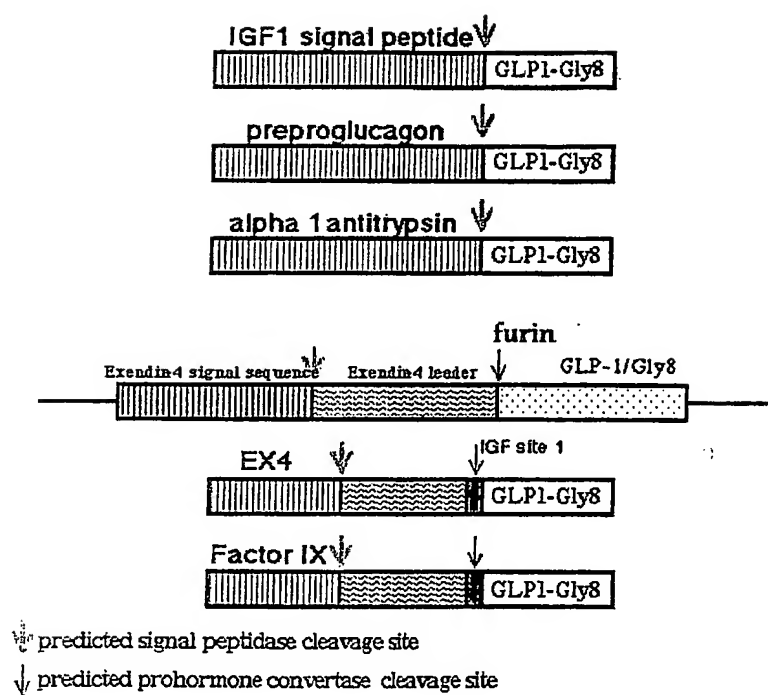 IGF1 signal peptide
GLP1-Gly8
preproglucagon
GLP1-Gly8
alpha 1 antitrypsin
GLP1-Gly8
furin
Exendin4 signal sequence Exendin4 leader GLP-1/Gly8
EX4 IGF site 1
GLP1-Gly8
Factor IX
GLP1-Gly8
predicted signal peptidase cleavage site
predicted prohormone convertase cleavage site